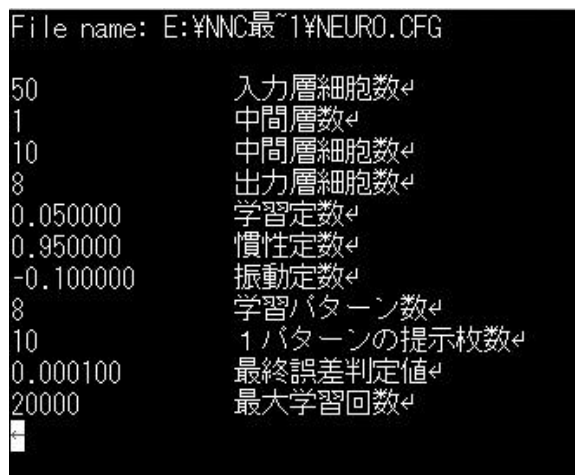 File name: E:¥NNC最~1¥NEURO.CFG
50 入力層細胞数↵
1 中間層数↵
10 中間層細胞数↵
8 出力層細胞数↵
0.050000 学習定数↵
0.950000 慣性定数↵
-0.100000 振動定数↵
8 学習パターン数↵
10 1パターンの提示枚数↵
0.000100 最終誤差判定値↵
20000 最大学習回数↵
←